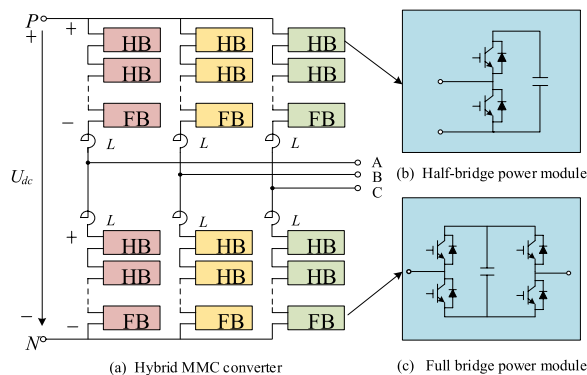 P
+
+
HB
HB
HB
HB
HB
HB
−
FB
FB
FB
L
L
L
A
B
C
Udc
L
L
L
+
HB
HB
HB
HB
HB
HB
−
−
FB
FB
FB
N
(a) Hybrid MMC converter
(b) Half-bridge power module
(c) Full bridge power module